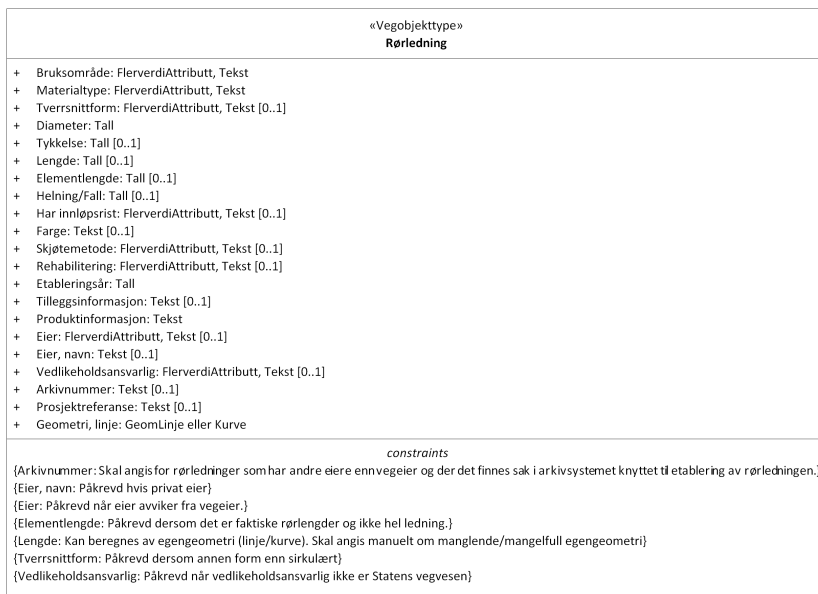 «Vegobjekttype»
Rørledning
+ Bruksområde: FlerverdiAttributt, Tekst
+ Materialtype: FlerverdiAttributt, Tekst
+ Tverrsnittform: FlerverdiAttributt, Tekst [0..1]
+ Diameter: Tall
+ Tykkelse: Tall [0..1]
+ Lengde: Tall [0..1]
+ Elementlengde: Tall [0..1]
+ Helning/Fall: Tall [0..1]
+ Har innløpsrist: FlerverdiAttributt, Tekst [0..1]
+ Farge: Tekst [0..1]
+ Skjøtemetode: FlerverdiAttributt, Tekst [0..1]
+ Rehabilitering: FlerverdiAttributt, Tekst [0..1]
+ Etableringsår: Tall
+ Tilleggsinformasjon: Tekst [0..1]
+ Produktinformasjon: Tekst
+ Eier: FlerverdiAttributt, Tekst [0..1]
+ Eier, navn: Tekst [0..1]
+ Vedlikeholdsansvarlig: FlerverdiAttributt, Tekst [0..1]
+ Arkivnummer: Tekst [0..1]
+ Prosjektreferanse: Tekst [0..1]
+ Geometri, linje: GeomLinje eller Kurve
constraints
{Arkivnummer: Skal angis for rørledninger som har andre eiere enn vegeier og der det finnes sak i arkivsystemet knyttet til etablering av rørledningen.}
{Eier, navn: Påkrevd hvis privat eier}
{Eier: Påkrevd når eier avviker fra vegeier.}
{Elementlengde: Påkrevd dersom det er faktiske rørlengder og ikke hel ledning.}
{Lengde: Kan beregnes av egengeometri (linje/kurve). Skal angis manuelt om manglende/mangelfull egengeometri}
{Tverrsnittform: Påkrevd dersom annen form enn sirkulært}
{Vedlikeholdsansvarlig: Påkrevd når vedlikeholdsansvarlig ikke er Statens vegvesen}